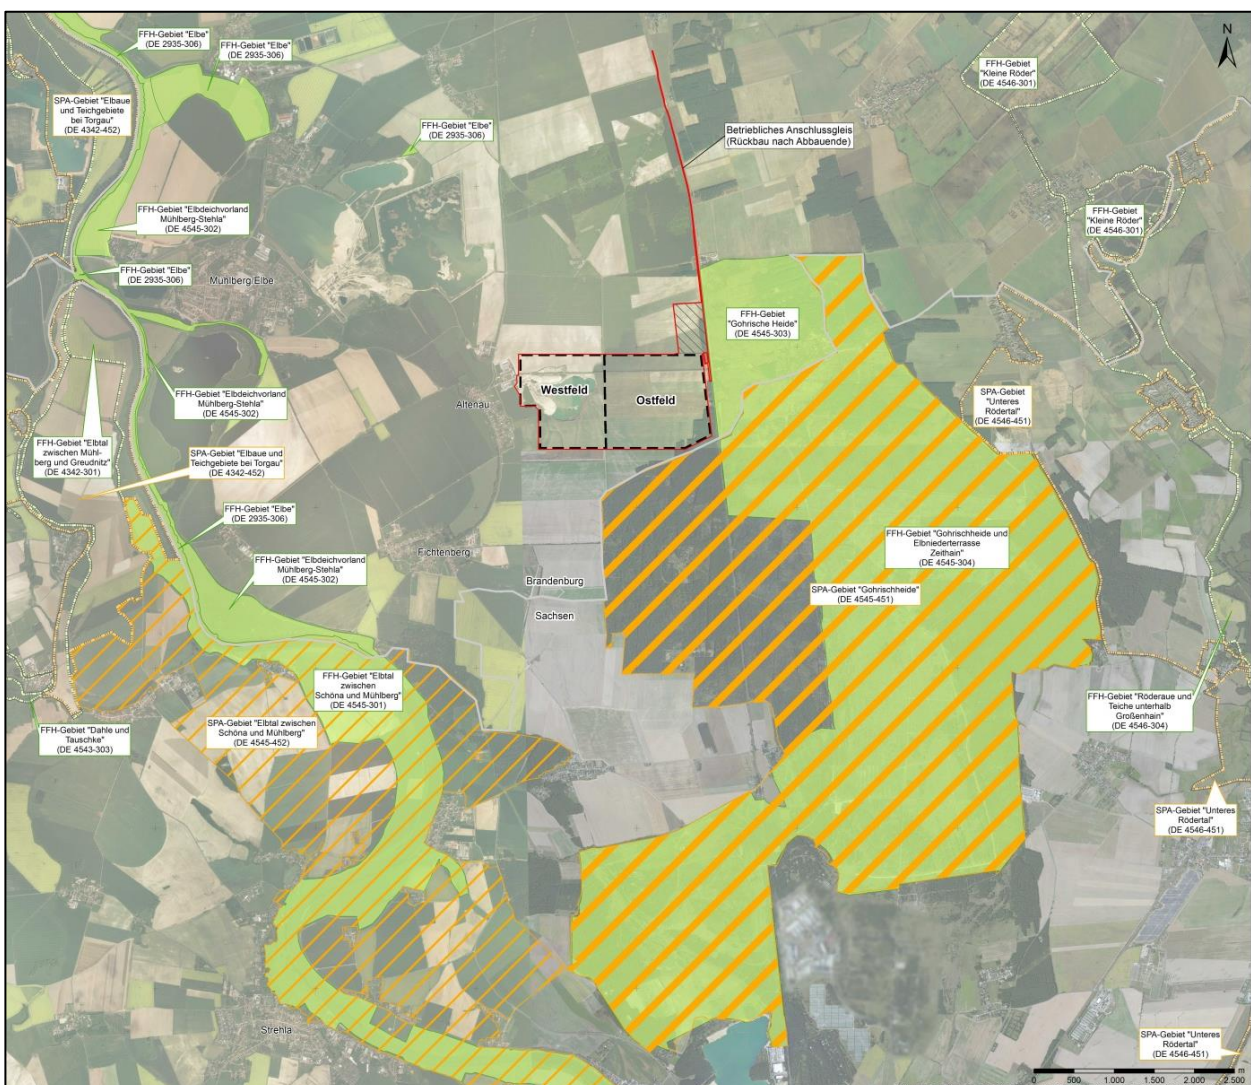 N
FFH-Gebiet "Elbe"
(DE 2935-306)
FFH-Gebiet "Elbe"
(DE 2935-306)
FFH-Gebiet
"Kleine Röder"
(DE 4546-301)
SPA-Gebiet "Elbaue
und Teichgebiete
bei Torgau"
(DE 4342-452)
FFH-Gebiet "Elbe"
(DE 2935-306)
Betriebliches Anschlussgleis
(Rückbau nach Abbauende)
FFH-Gebiet "Elbdeichvorland
Mühlberg-Stehla"
(DE 4545-302)
FFH-Gebiet
"Kleine Röder"
(DE 4546-301)
FFH-Gebiet "Elbe"
(DE 2935-306)
Mühlberg/Elbe
FFH-Gebiet
"Gohrische Heide"
(DE 4545-303)
FFH-Gebiet "Elbdeichvorland
Mühlberg-Stehla"
(DE 4545-302)
Altenau
Westfeld
Ostfeld
SPA-Gebiet
"Unteres
Rödertal"
(DE 4546-451)
FFH-Gebiet "Elbtal
zwischen Mühl-
berg und Greudnitz"
(DE 4342-301)
SPA-Gebiet "Elbaue und
Teichgebiete bei Torgau"
(DE 4342-452)
FFH-Gebiet "Elbe"
(DE 2935-306)
Fichtenberg
FFH-Gebiet "Gohrischheide und
Elbniederterrasse
Zeithain"
(DE 4545-304)
FFH-Gebiet "Elbdeichvorland
Mühlberg-Stehla"
(DE 4545-302)
Brandenburg
Sachsen
SPA-Gebiet "Gohrischheide"
(DE 4545-451)
FFH-Gebiet "Elbtal
zwischen
Schöna und Mühlberg"
(DE 4545-301)
FFH-Gebiet "Röderaue und
Teiche unterhalb
Großenhain"
(DE 4546-304)
SPA-Gebiet "Elbtal zwischen
Schöna und Mühlberg"
(DE 4545-452)
FFH-Gebiet "Dahle und
Tauschke"
(DE 4543-303)
SPA-Gebiet "Unteres
Rödertal"
(DE 4546-451)
Strehla
SPA-Gebiet "Unteres
Rödertal"
(DE 4546-451)
m
0 500 1.000 1.500 2.000 2.500